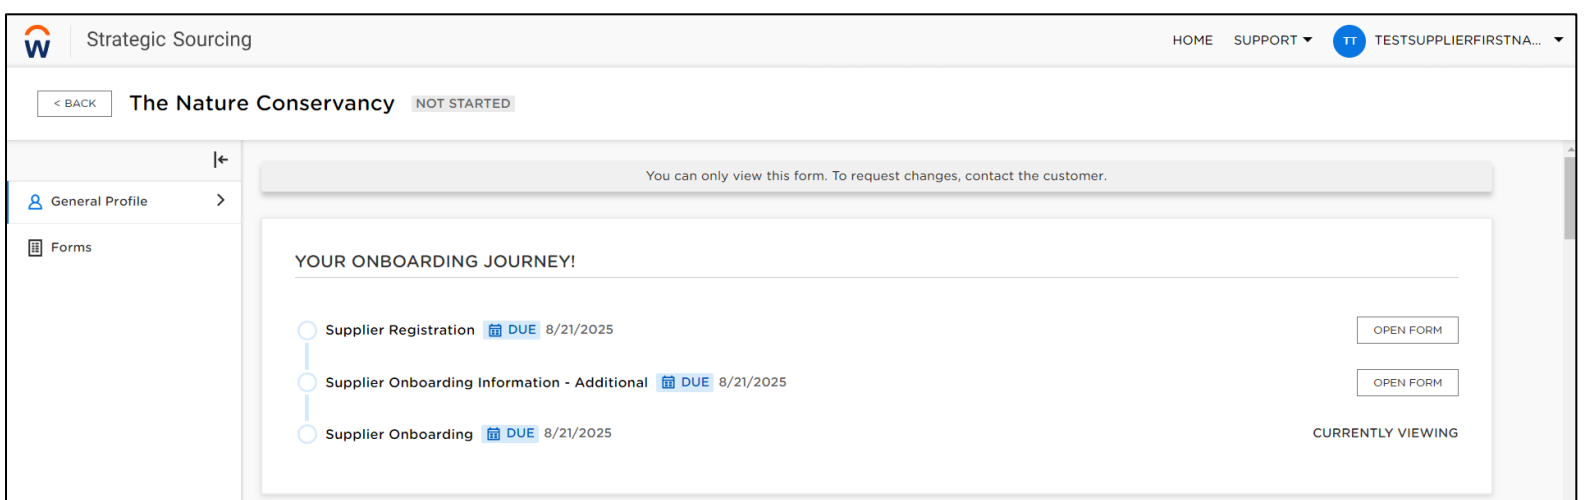 Strategic Sourcing HOME SUPPORT TT TESTSUPPLIERFIRSTNA...
< BACK The Nature Conservancy NOT STARTED
You can only view this form. To request changes, contact the customer.
General Profile
Forms
YOUR ONBOARDING JOURNEY!
Supplier Registration DUE 8/21/2025 OPEN FORM
Supplier Onboarding Information - Additional DUE 8/21/2025 OPEN FORM
Supplier Onboarding DUE 8/21/2025 CURRENTLY VIEWING